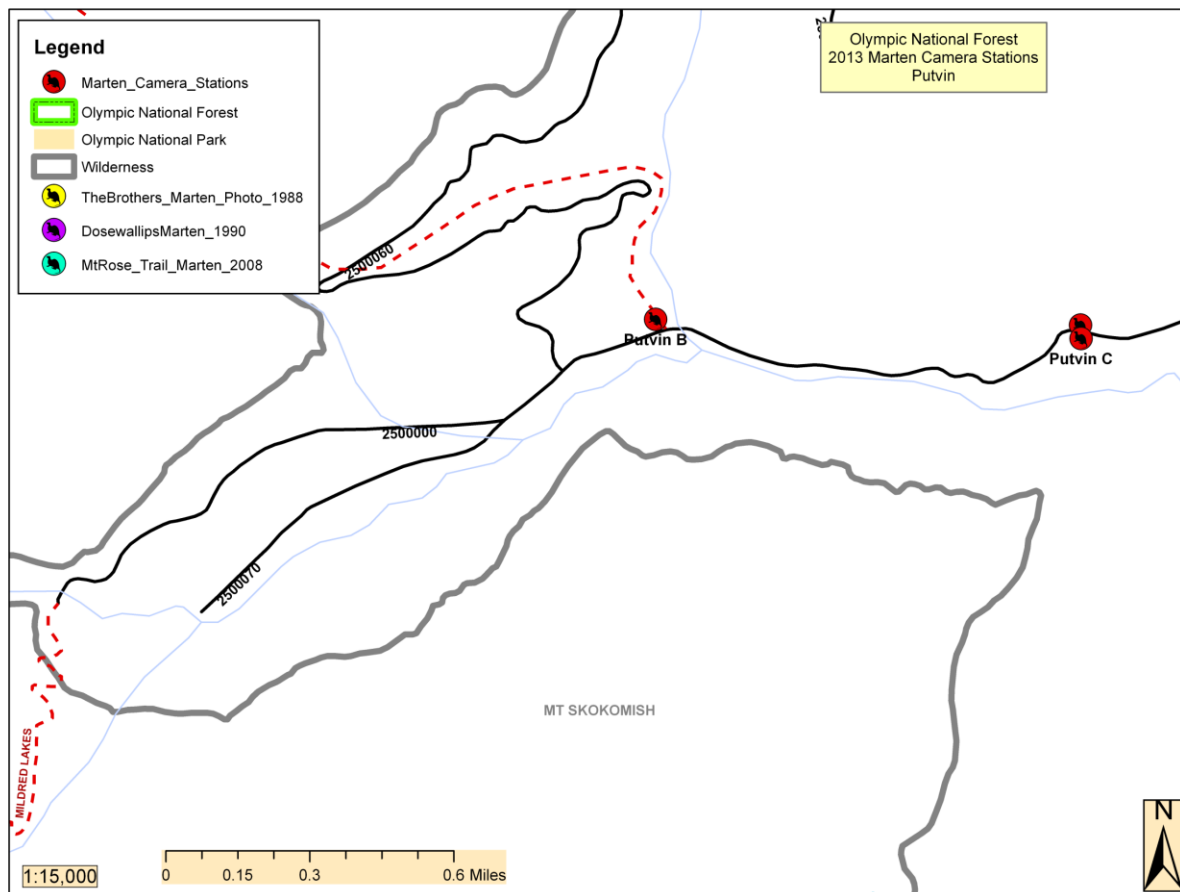 Legend
Marten_Camera_Stations
Olympic National Forest
Olympic National Park
Wilderness
TheBrothers_Marten_Photo_1988
DosewallipsMarten_1990
MtRose_Trail_Marten_2008
Olympic National Forest
2013 Marten Camera Stations
Putvin
2500060
Putvin B
Putvin C
2500000
2500070
MT SKOKOMISH
MILDRED LAKES
1:15,000
0 0.15 0.3 0.6 Miles
N